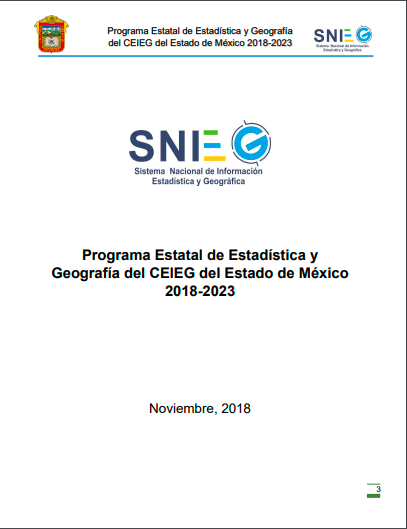 Programa Estatal de Estadística y Geografía
del CEIEG del Estado de México 2018-2023
SNIEG
Sistema Nacional de Información
Estadística y Geográfica
SNIEG
Sistema Nacional de Información
Estadística y Geográfica
Programa Estatal de Estadística y
Geografía del CEIEG del Estado de México
2018-2023
Noviembre, 2018
3